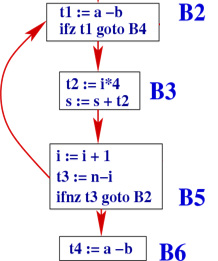 t1 := a -b
ifz t1 goto B4
B2
t2 := i*4
s := s + t2
B3
i := i + 1
t3 := n-i
ifnz t3 goto B2
B5
t4 := a -b
B6